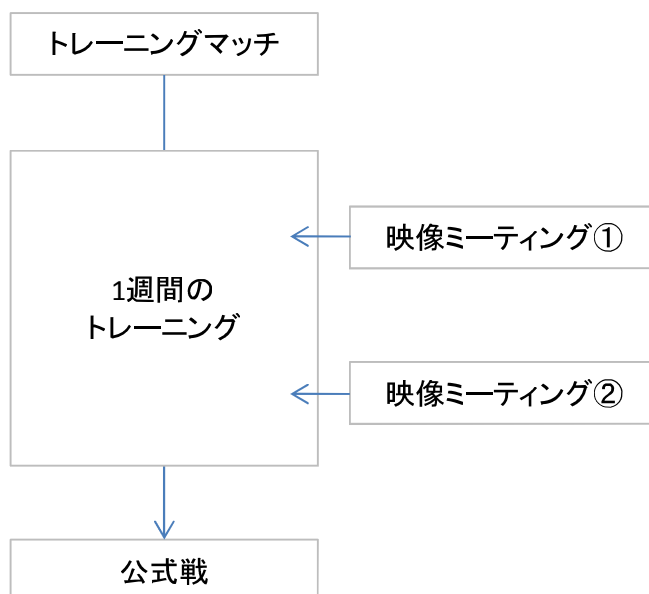 トレーニングマッチ
映像ミーティング①
1週間の
トレーニング
映像ミーティング②
公式戦